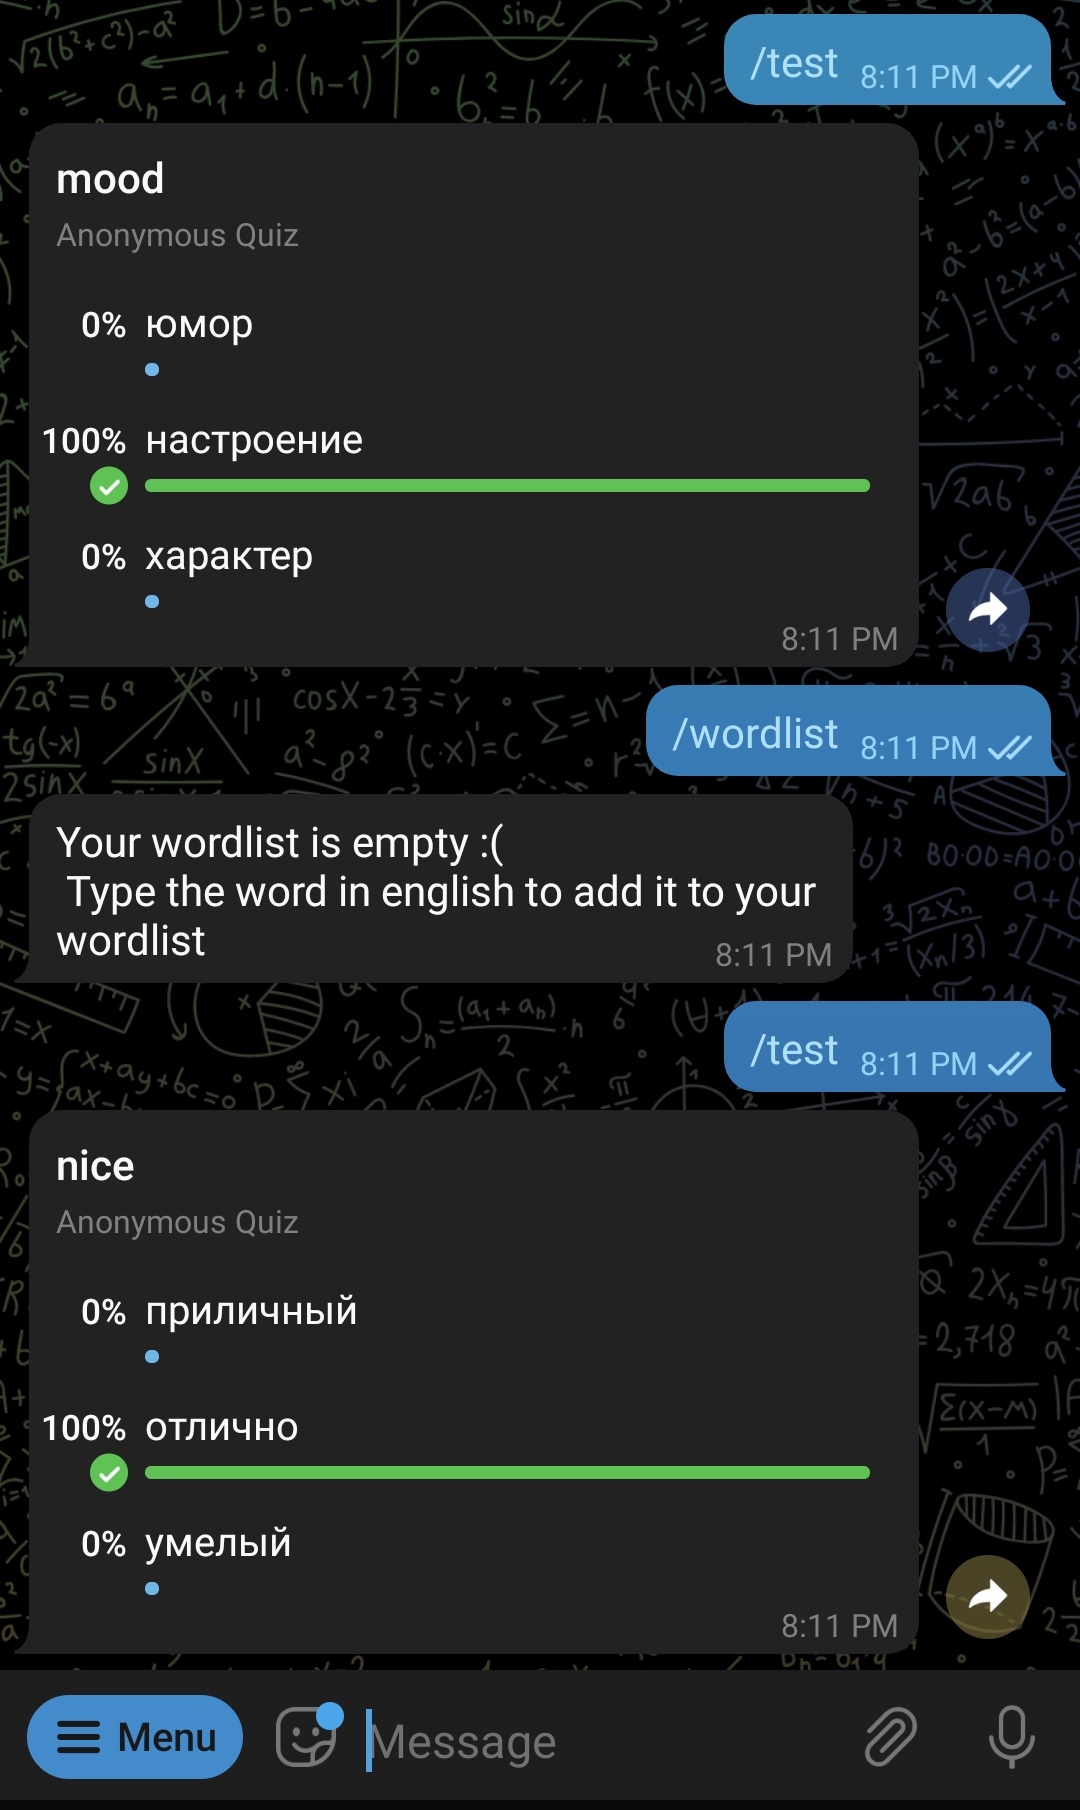 /test 8:11 PM
mood
Anonymous Quiz
0% юмор
100% настроение
0% характер
8:11 PM
/wordlist 8:11 PM
Your wordlist is empty :(
Type the word in english to add it to your
wordlist
8:11 PM
/test 8:11 PM
nice
Anonymous Quiz
0% приличный
100% отлично
0% умелый
8:11 PM
Menu
Message